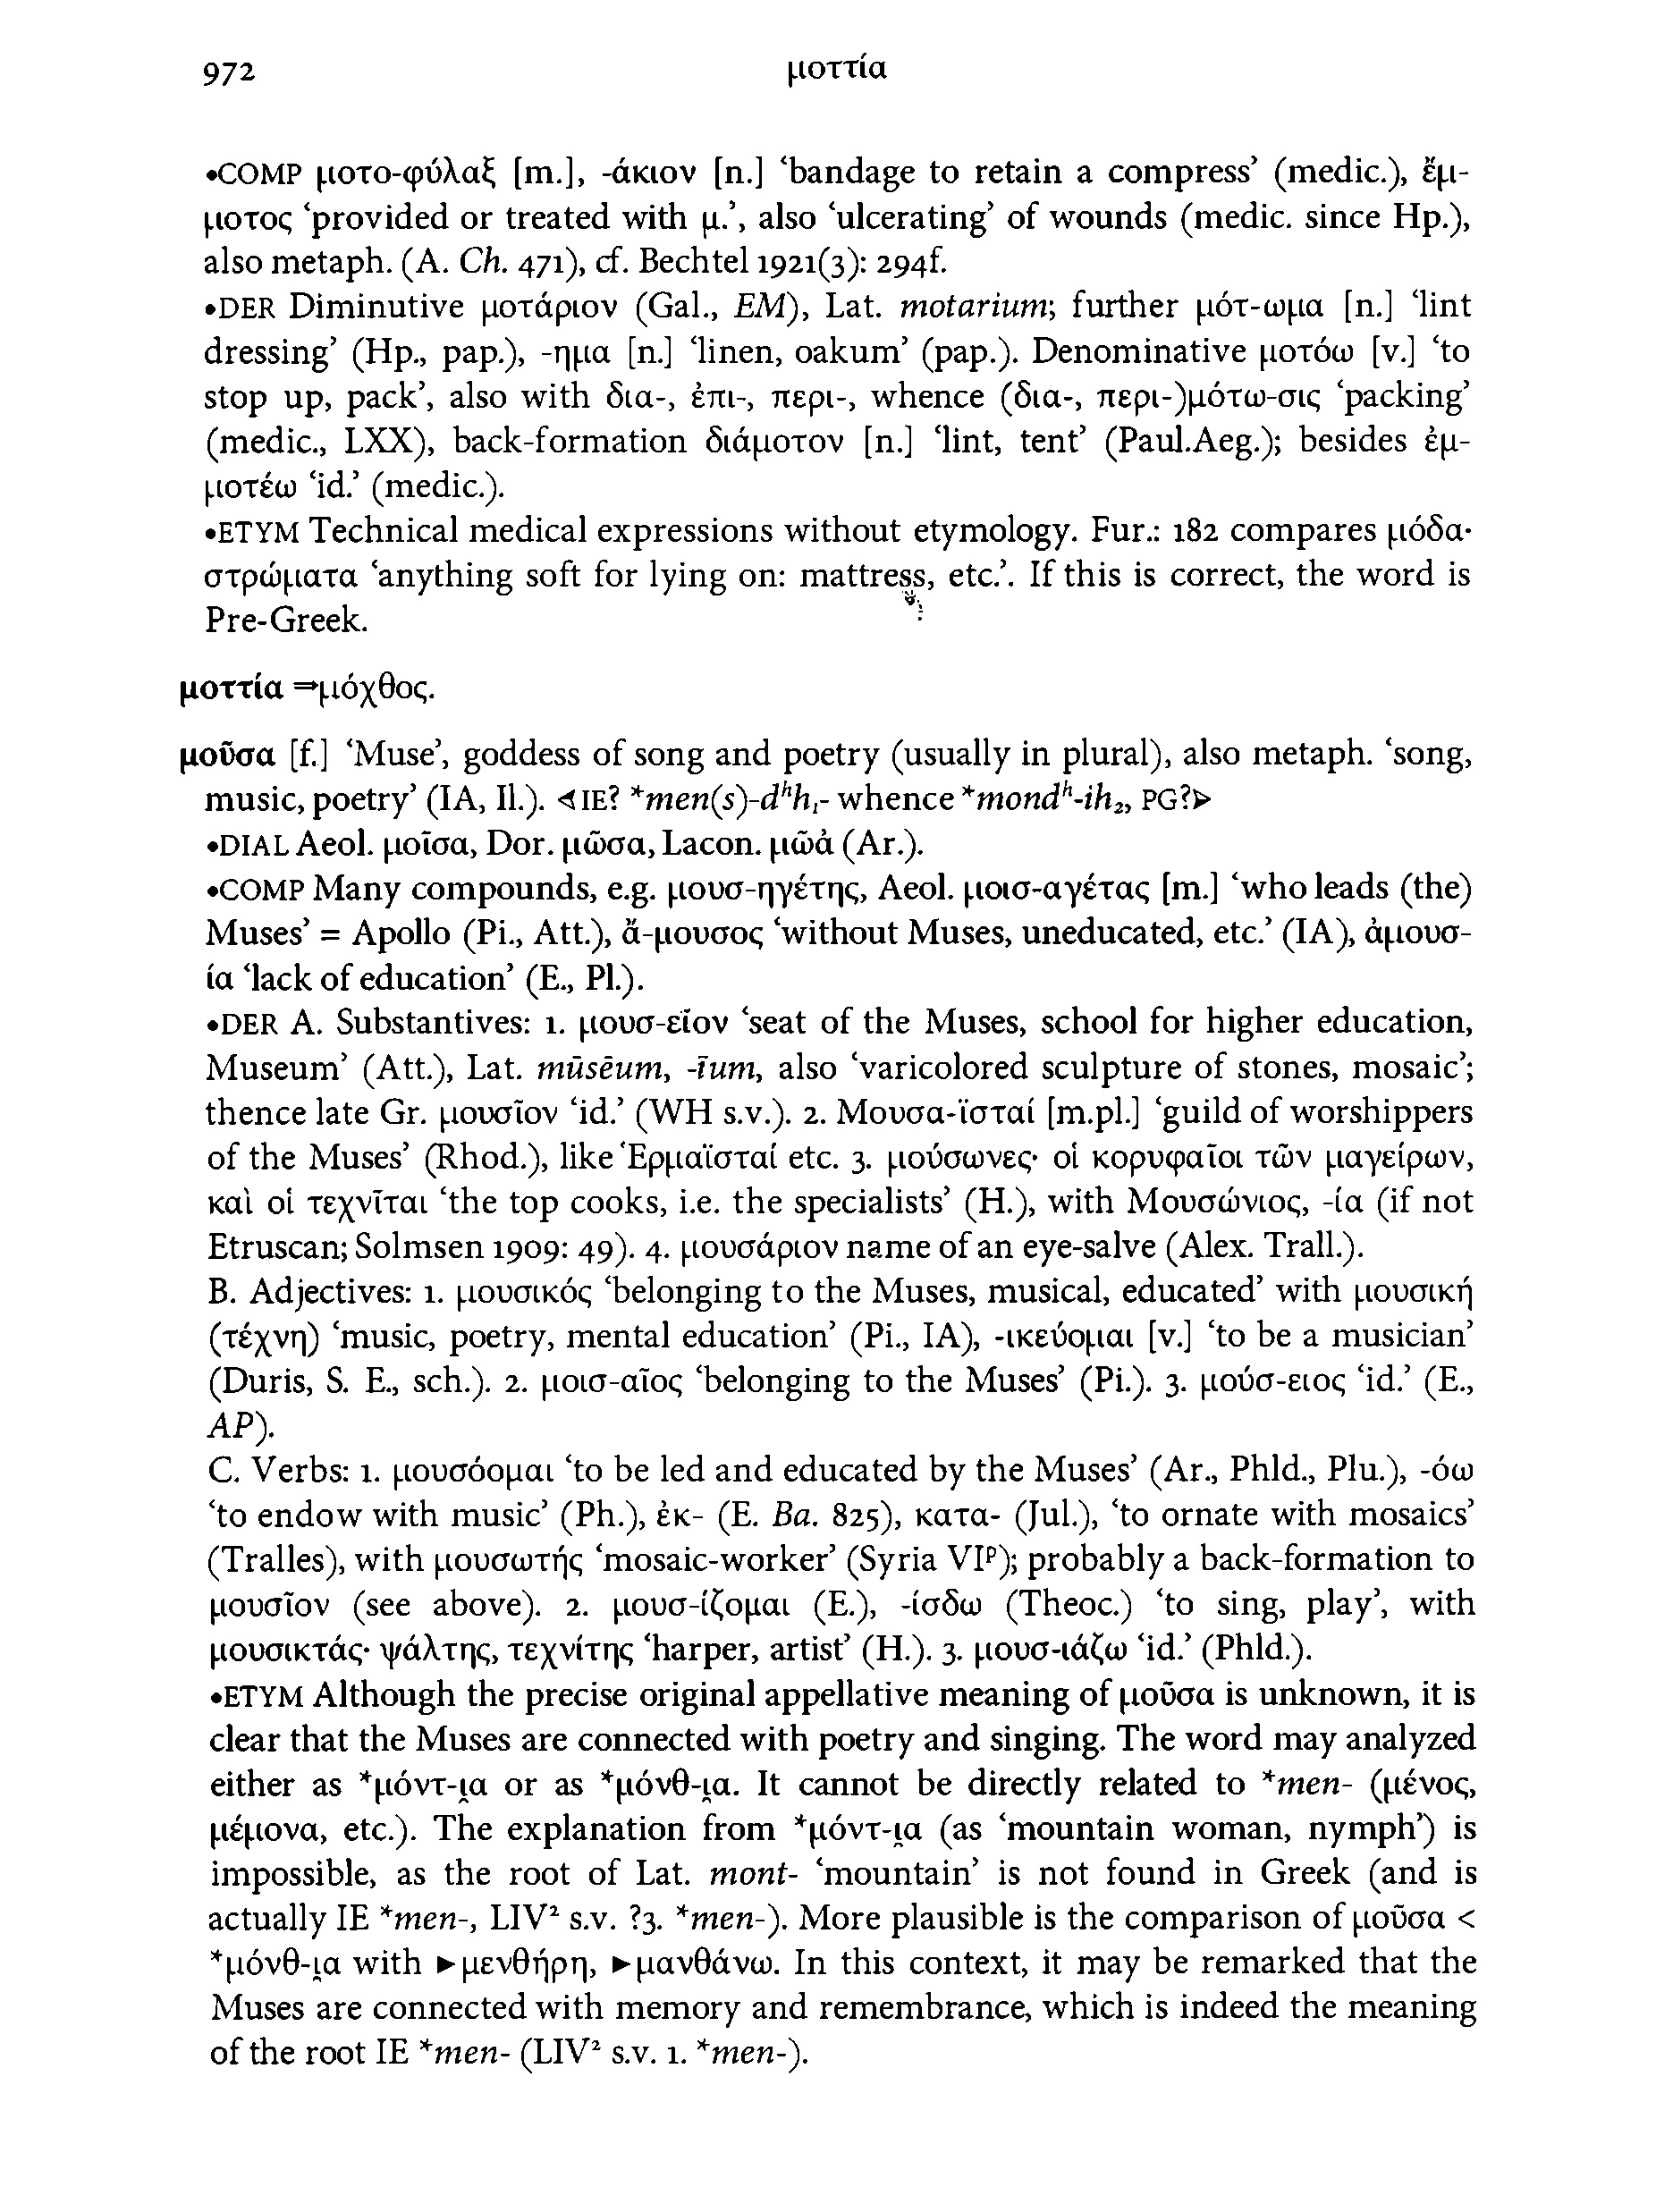 972
μοττία
•COMP μοτο-φύλαξ [m.], -άκιον [n.] ‘bandage to retain a compress’ (medic.), ἔμ-
μοτος ‘provided or treated with μ.’, also ‘ulcerating’ of wounds (medic. since Hp.),
also metaph. (A. Ch. 471), cf. Bechtel 1921(3): 294f.
•DER Diminutive μοτάριον (Gal., EM), Lat. motarium; further μότ-ωμα [n.] ‘lint
dressing’ (Hp., pap.), -ημα [n.] ‘linen, oakum’ (pap.). Denominative μοτόω [v.] ‘to
stop up, pack’, also with δια-, ἐπι-, περι-, whence (δια-, περι-)μότω-σις ‘packing’
(medic., LXX), back-formation διάμοτον [n.] ‘lint, tent’ (Paul.Aeg.); besides ἐμ-
μοτέω ‘id.’ (medic.).
•ETYM Technical medical expressions without etymology. Fur.: 182 compares μόδα·
στρώματα ‘anything soft for lying on: mattress, etc.’. If this is correct, the word is
Pre-Greek.
μοττία ⇒μόχθος.
μοῦσα [f.] ‘Muse’, goddess of song and poetry (usually in plural), also metaph. ‘song,
music, poetry’ (IA, Il.). ◁IE? *men(s)-dʰh₁- whence *mondʰ-ih₂, PG?▷
•DIAL Aeol. μοῖσα, Dor. μῶσα, Lacon. μῶἁ (Ar.).
•COMP Many compounds, e.g. μουσ-ηγέτης, Aeol. μοισ-αγέτας [m.] ‘who leads (the)
Muses’ = Apollo (Pi., Att.), ἄ-μουσος ‘without Muses, uneducated, etc.’ (IA), ἀμουσ-
ία ‘lack of education’ (E., Pl.).
•DER A. Substantives: 1. μουσ-εῖον ‘seat of the Muses, school for higher education,
Museum’ (Att.), Lat. mūsēum, -īum, also ‘varicolored sculpture of stones, mosaic’;
thence late Gr. μουσῖον ‘id.’ (WH s.v.). 2. Μουσα-ϊσταί [m.pl.] ‘guild of worshippers
of the Muses’ (Rhod.), like Ἑρμαϊσταί etc. 3. μούσωνες· οἱ κορυφαῖοι τῶν μαγείρων,
καὶ οἱ τεχνῖται ‘the top cooks, i.e. the specialists’ (H.), with Μουσώνιος, -ία (if not
Etruscan; Solmsen 1909: 49). 4. μουσάριον name of an eye-salve (Alex. Trall.).
B. Adjectives: 1. μουσικός ‘belonging to the Muses, musical, educated’ with μουσική
(τέχνη) ‘music, poetry, mental education’ (Pi., IA), -ικεύομαι [v.] ‘to be a musician’
(Duris, S. E., sch.). 2. μοισ-αῖος ‘belonging to the Muses’ (Pi.). 3. μούσ-ειος ‘id.’ (E.,
AP).
C. Verbs: 1. μουσόομαι ‘to be led and educated by the Muses’ (Ar., Phld., Plu.), -όω
‘to endow with music’ (Ph.), ἐκ- (E. Ba. 825), κατα- (Jul.), ‘to ornate with mosaics’
(Tralles), with μουσωτής ‘mosaic-worker’ (Syria VIᵖ); probably a back-formation to
μουσῖον (see above). 2. μουσ-ίζομαι (E.), -ίσδω (Theoc.) ‘to sing, play’, with
μουσικτάς· ψάλτης, τεχνίτης ‘harper, artist’ (H.). 3. μουσ-ιάζω ‘id.’ (Phld.).
•ETYM Although the precise original appellative meaning of μοῦσα is unknown, it is
clear that the Muses are connected with poetry and singing. The word may analyzed
either as *μόντ-ι̯α or as *μόνθ-ι̯α. It cannot be directly related to *men- (μένος,
μέμονα, etc.). The explanation from *μόντ-ι̯α (as ‘mountain woman, nymph’) is
impossible, as the root of Lat. mont- ‘mountain’ is not found in Greek (and is
actually IE *men-, LIV² s.v. ?3. *men-). More plausible is the comparison of μοῦσα <
*μόνθ-ι̯α with ►μενθήρη, ►μανθάνω. In this context, it may be remarked that the
Muses are connected with memory and remembrance, which is indeed the meaning
of the root IE *men- (LIV² s.v. 1. *men-).